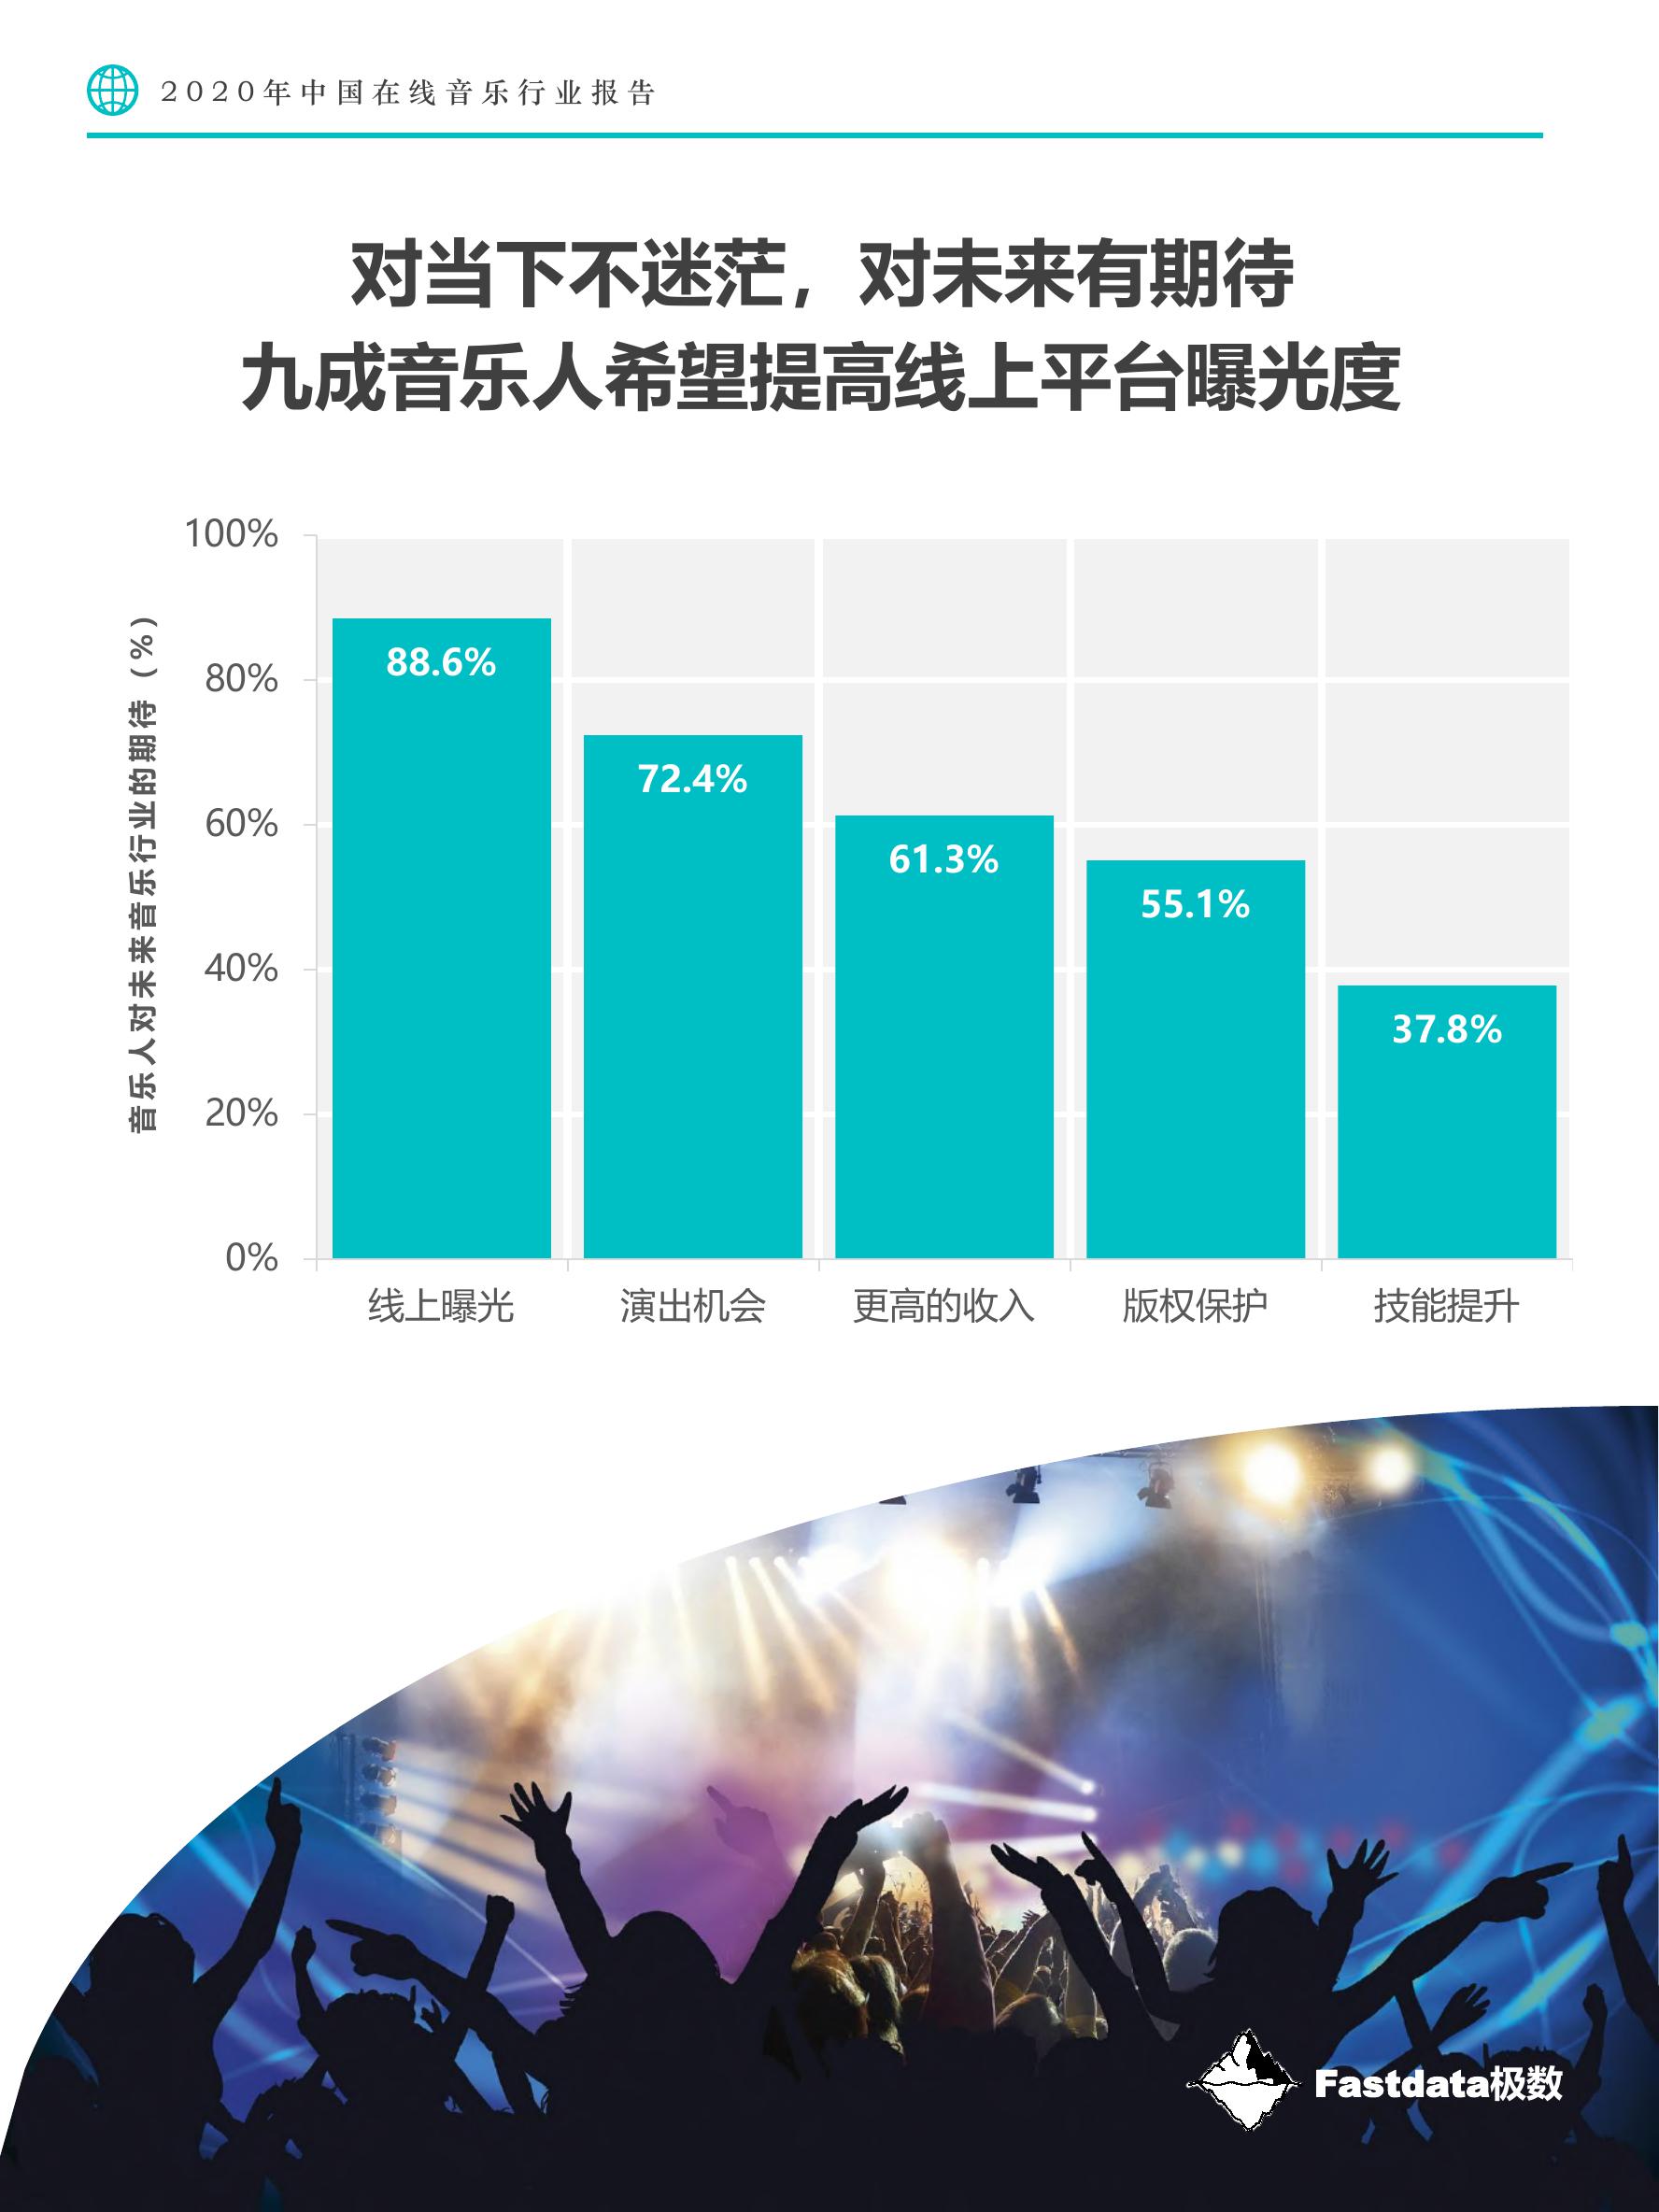 2020年中国在线音乐行业报告
对当下不迷茫，对未来有期待
九成音乐人希望提高线上平台曝光度
音乐人对未来音乐行业的期待（%）
100%
80%
60%
40%
20%
0%
88.6%
72.4%
61.3%
55.1%
37.8%
线上曝光
演出机会
更高的收入
版权保护
技能提升
Fastdata极数